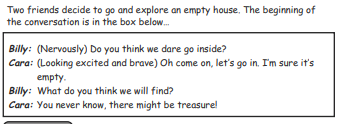 Two friends decide to go and explore an empty house. The beginning of
the conversation is in the box below…
Billy: (Nervously) Do you think we dare go inside?
Cara: (Looking excited and brave) Oh come on, let's go in. I'm sure it's
empty.
Billy: What do you think we will find?
Cara: You never know, there might be treasure!